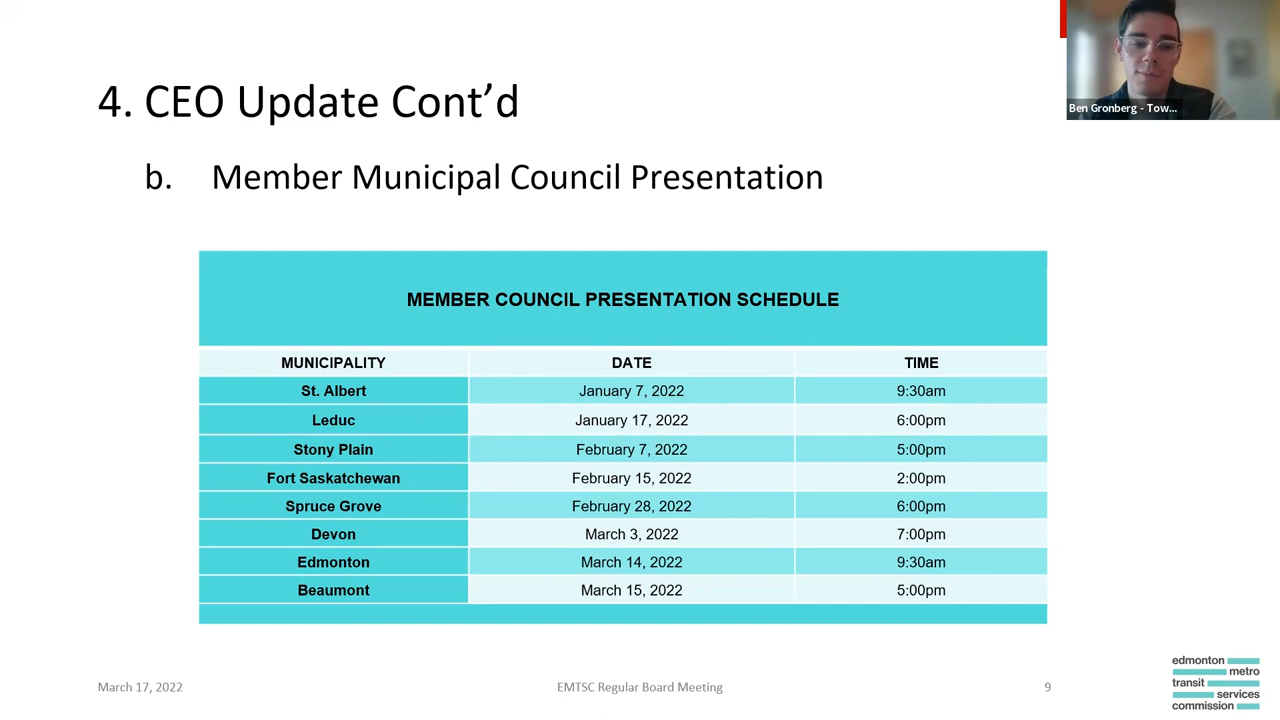 4. CEO Update Cont’d
b. Member Municipal Council Presentation
MEMBER COUNCIL PRESENTATION SCHEDULE
MUNICIPALITY DATE TIME
St. Albert January 7, 2022 9:30am
Leduc January 17, 2022 6:00pm
Stony Plain February 7, 2022 5:00pm
Fort Saskatchewan February 15, 2022 2:00pm
Spruce Grove February 28, 2022 6:00pm
Devon March 3, 2022 7:00pm
Edmonton March 14, 2022 9:30am
Beaumont March 15, 2022 5:00pm
March 17, 2022 EMTSC Regular Board Meeting 9
Ben Gronberg - Tow...
edmonton
metro
transit
services
commission